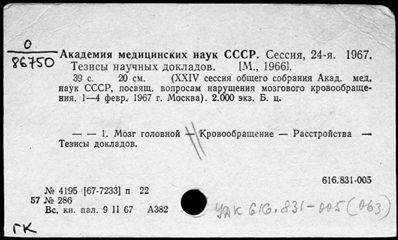 О
86750
Академия медицинских наук СССР. Сессия, 24-я. 1967.
Тезисы научных докладов. [М., 1966].
39 с. 20 см. (XXIV сессия общего собрания Акад. мед.
наук СССР, посвящ. вопросам нарушения мозгового кровообраще-
ния. 1—4 февр. 1967 г. Москва). 2.000 экз. Б. ц.
— — 1. Мозг головной — Кровообращение — Расстройства —
Тезисы докладов.
616.831-005
№ 4195 [67-7233] п 22
57 № 286
Вс. кн. пал. 9 II 67 А382
УДК 616.831-005(063)
ГК